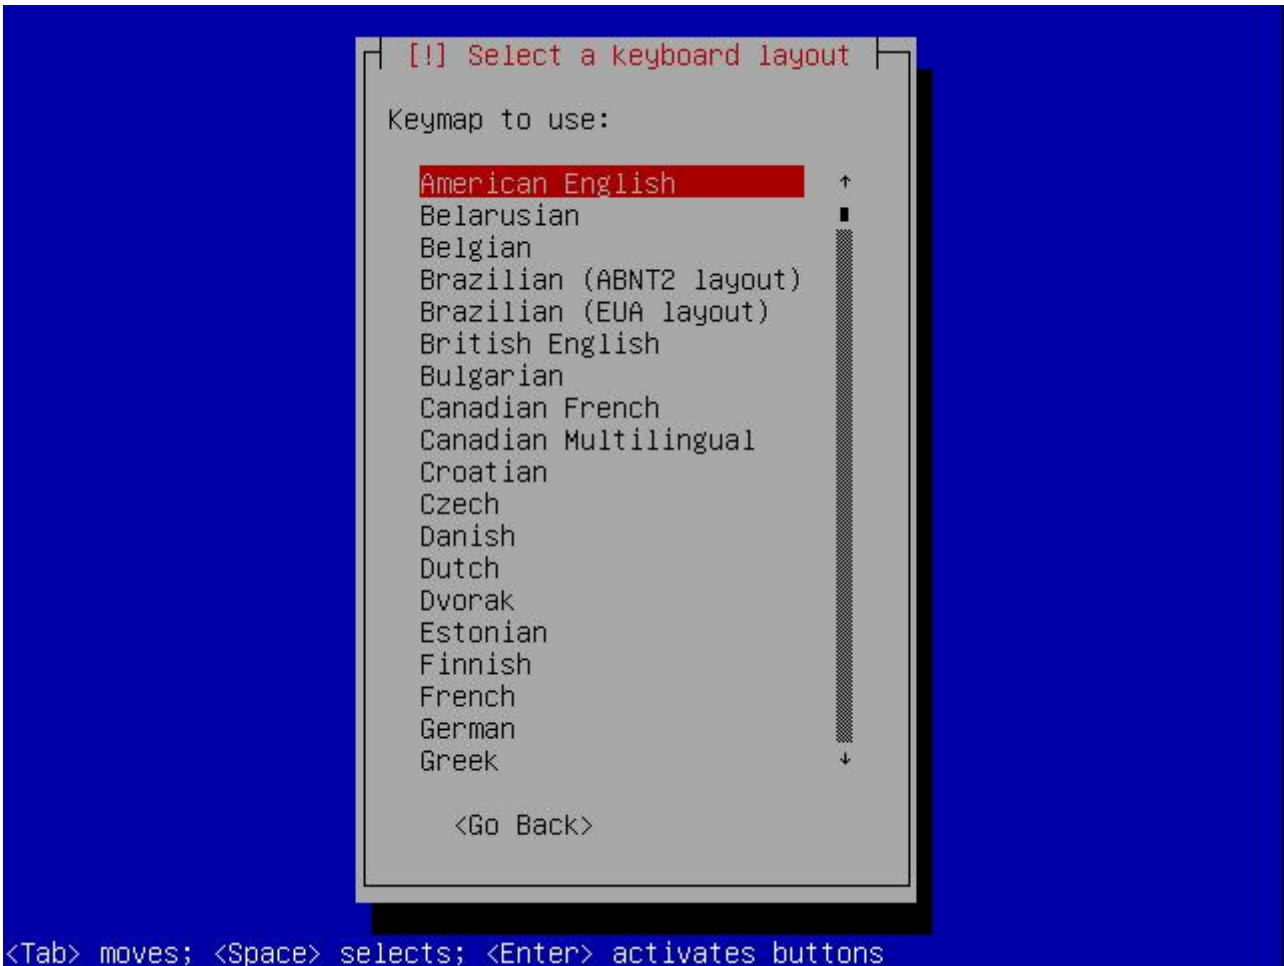 [!] Select a keyboard layout
Keymap to use:
American English
Belarusian
Belgian
Brazilian (ABNT2 layout)
Brazilian (EUA layout)
British English
Bulgarian
Canadian French
Canadian Multilingual
Croatian
Czech
Danish
Dutch
Dvorak
Estonian
Finnish
French
German
Greek
<Go Back>
<Tab> moves; <Space> selects; <Enter> activates buttons